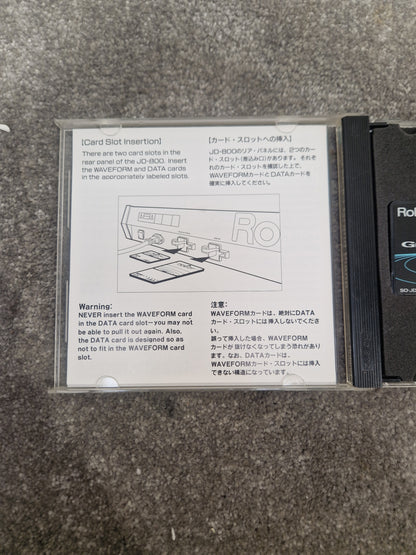 [Card Slot Insertion]
There are two card slots in the
rear panel of the JD-800. Insert
the WAVEFORM and DATA cards
in the appropriately labeled slots.
[カード・スロットへの挿入]
JD-800のリア・パネルには、2つのカー
ド・スロット(差込み口)があります。それぞ
れのカード・スロットを確認した上で、
WAVEFORMカードとDATAカードを
確実に挿入してください。
RO
Warning:
NEVER insert the WAVEFORM card
in the DATA card slot—you may not
be able to pull it out again. Also,
the DATA card is designed so as
not to fit in the WAVEFORM card
slot.
注意:
WAVEFORMカードは、絶対にDATA
カード・スロットには挿入しないでくださ
い。
誤って挿入した場合、WAVEFORM
カードが抜けなくなってしまう恐れがあり
ます。なお、DATAカードは、
WAVEFORMカード・スロットには挿入
できない構造になっています。
Rol
G
SO-JD